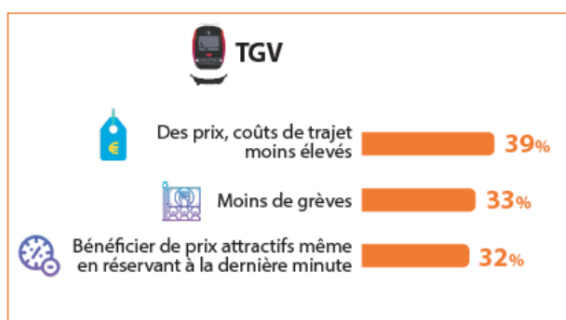 TGV
Des prix, coûts de trajet
moins élevés
39%
Moins de grèves
33%
Bénéficier de prix attractifs même
en réservant à la dernière minute
32%